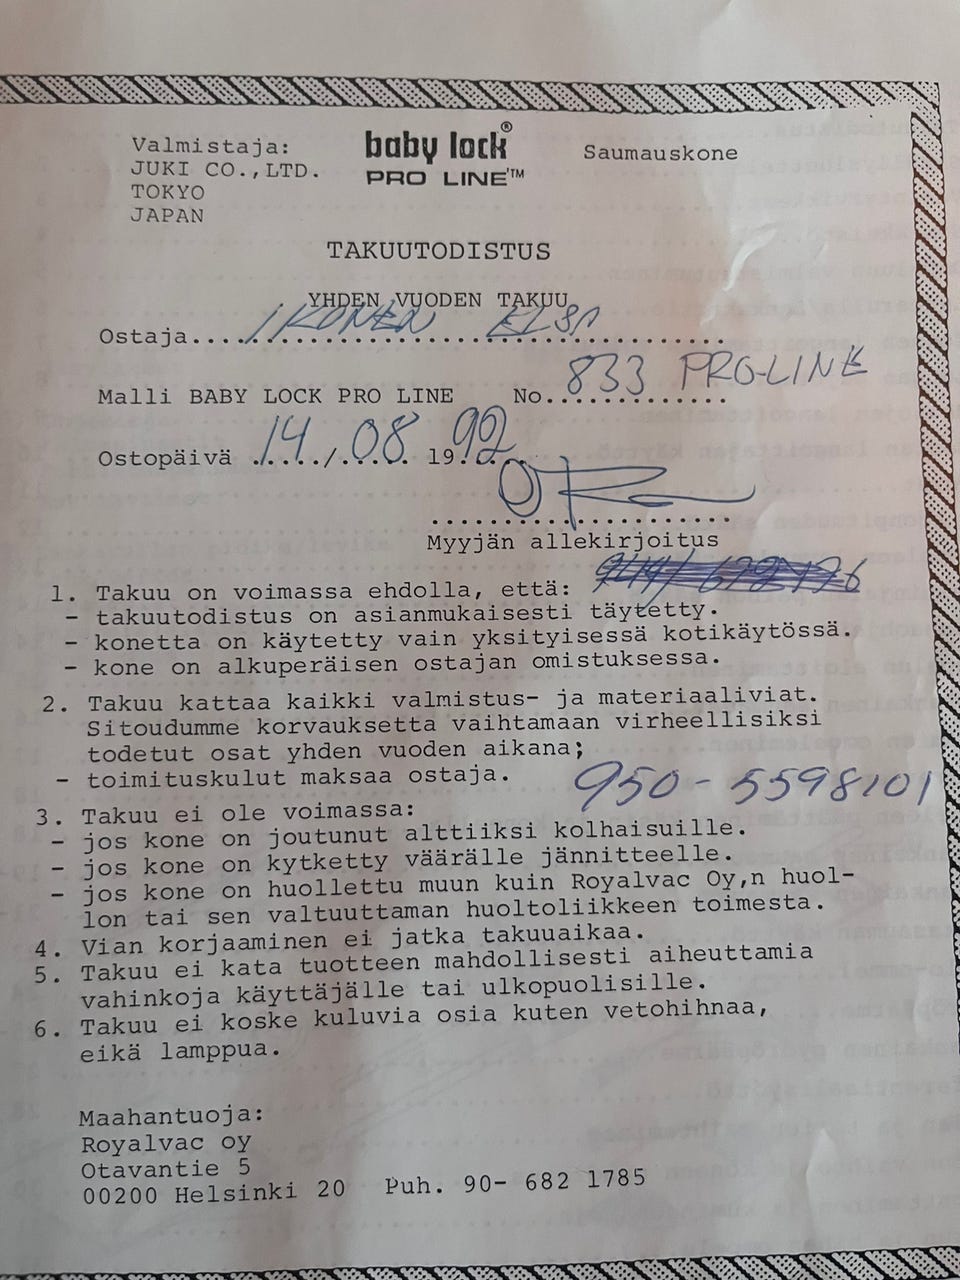 Valmistaja:
JUKI CO.,LTD.
TOKYO
JAPAN
baby lock®
PRO LINE™
Saumauskone
TAKUUTODISTUS
YHDEN VUODEN TAKUU
Ostaja.... IKONEN ELSA
Malli BABY LOCK PRO LINE No. 833 PRO-LINE
Ostopäivä 14./.08. 19.92
Myyjän allekirjoitus
1. Takuu on voimassa ehdolla, että:
- takuutodistus on asianmukaisesti täytetty.
- konetta on käytetty vain yksityisessä kotikäytössä.
- kone on alkuperäisen ostajan omistuksessa.
2. Takuu kattaa kaikki valmistus- ja materiaaliviat.
Sitoudumme korvauksetta vaihtamaan virheellisiksi
todetut osat yhden vuoden aikana;
- toimituskulut maksaa ostaja.
950-5598101
3. Takuu ei ole voimassa:
- jos kone on joutunut alttiiksi kolhaisuille.
- jos kone on kytketty väärälle jännitteelle.
- jos kone on huollettu muun kuin Royalvac Oy,n huol-
lon tai sen valtuuttaman huoltoliikkeen toimesta.
4. Vian korjaaminen ei jatka takuuaikaa.
5. Takuu ei kata tuotteen mahdollisesti aiheuttamia
vahinkoja käyttäjälle tai ulkopuolisille.
6. Takuu ei koske kuluvia osia kuten vetohihnaa,
eikä lamppua.
Maahantuoja:
Royalvac oy
Otavantie 5
00200 Helsinki 20 Puh. 90- 682 1785